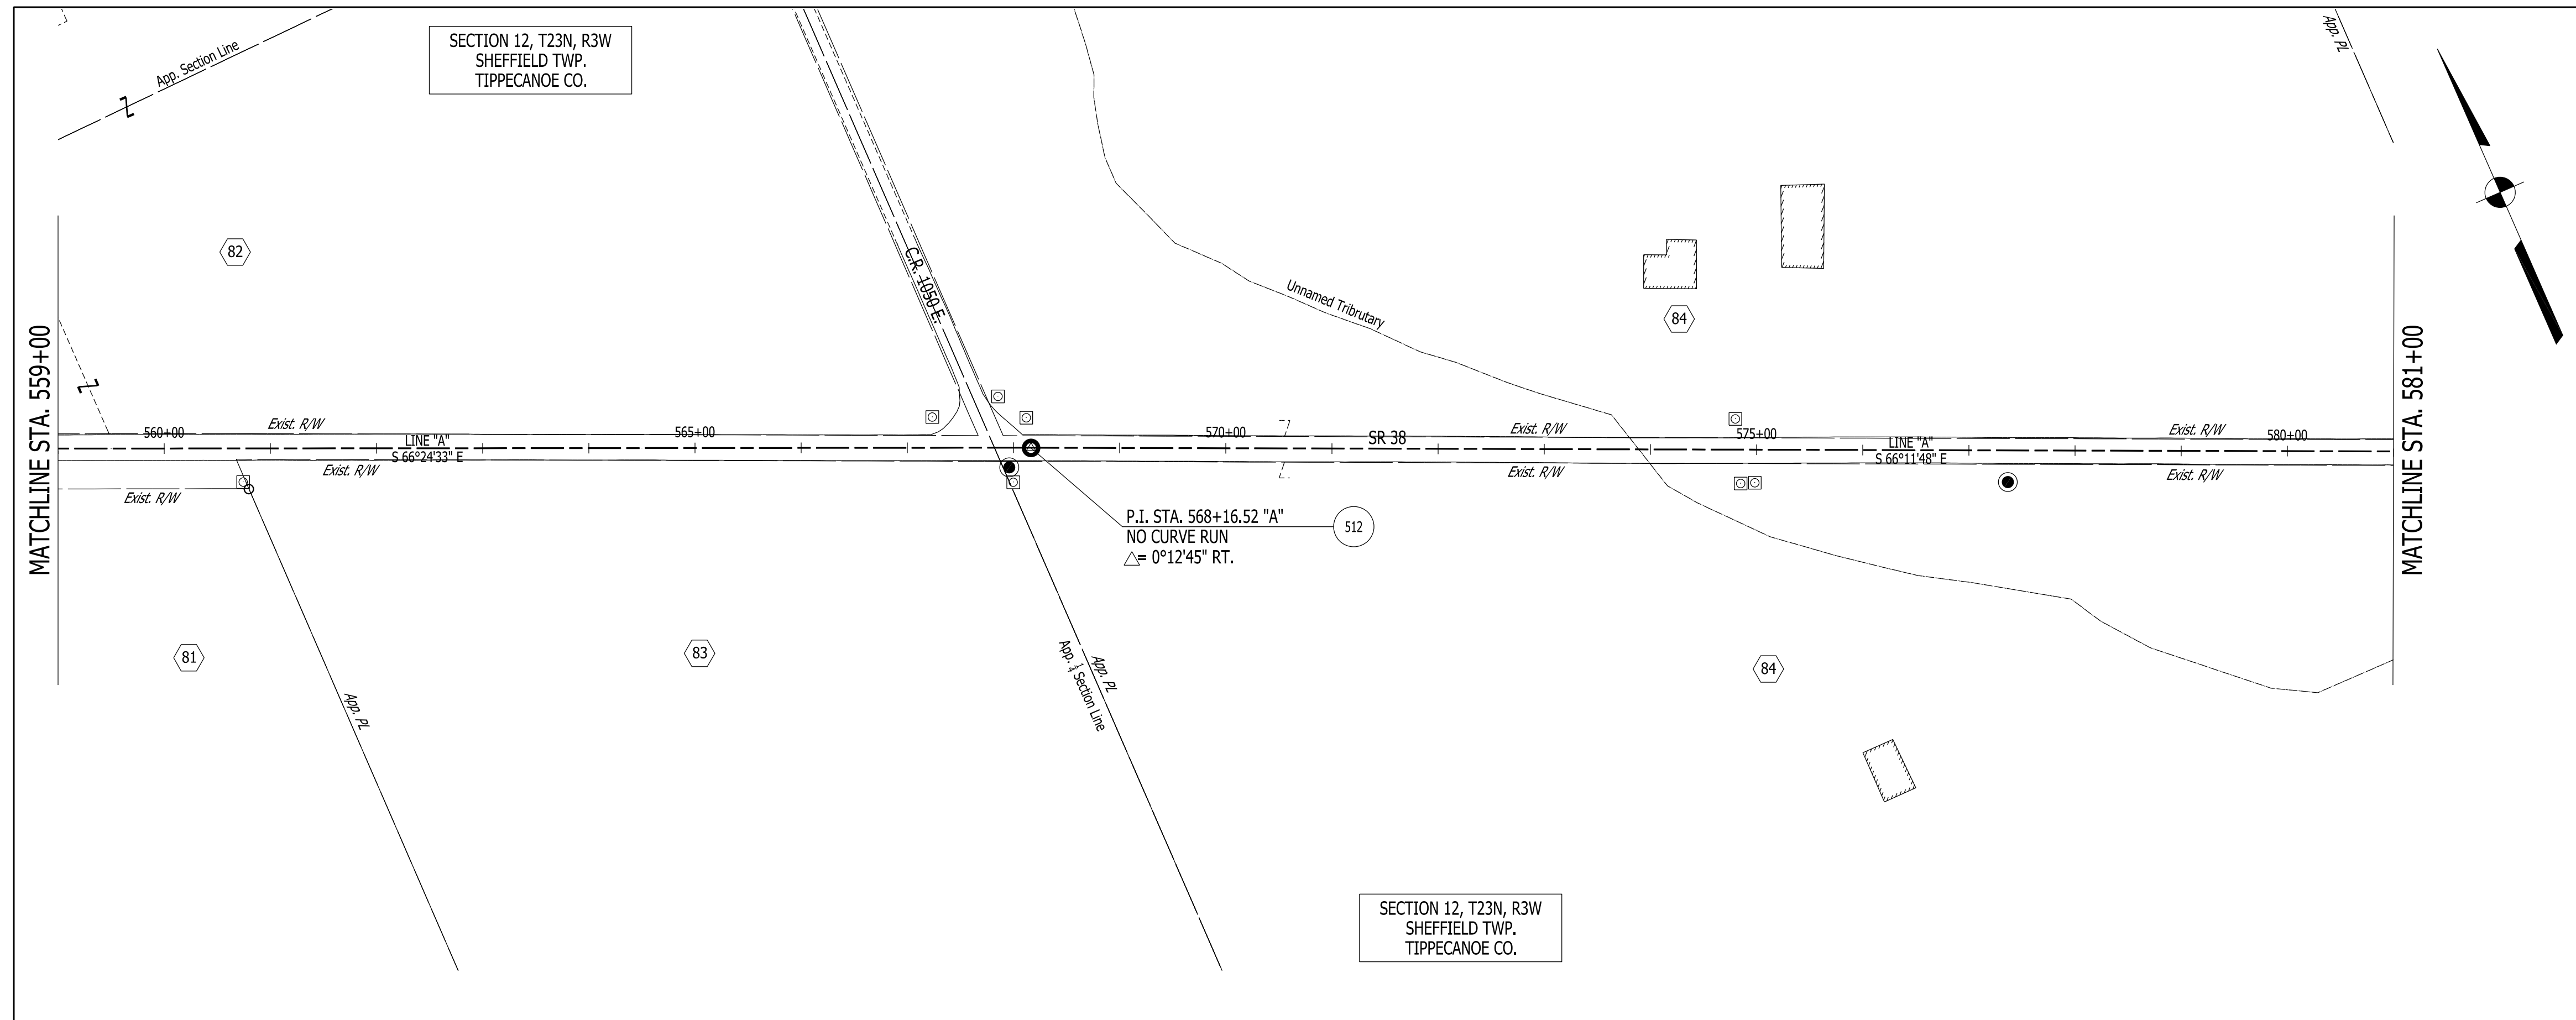 App. PL
SECTION 12, T23N, R3W
SHEFFIELD TWP.
TIPPECANOE CO.
App. Section Line
82
C.R. 1050 E.
Unnamed Tributary
84
MATCHLINE STA. 559+00
MATCHLINE STA. 581+00
Exist. R/W
Exist. R/W
Exist. R/W
560+00
LINE "A"
565+00
570+00
SR 38
575+00
LINE "A"
580+00
S 66°24'33" E
S 66°11'48" E
Exist. R/W
Exist. R/W
Exist. R/W
Exist. R/W
P.I. STA. 568+16.52 "A"
512
NO CURVE RUN
△= 0°12'45" RT.
81
83
84
App. PL
App. PL
App. 1/4 Section Line
SECTION 12, T23N, R3W
SHEFFIELD TWP.
TIPPECANOE CO.